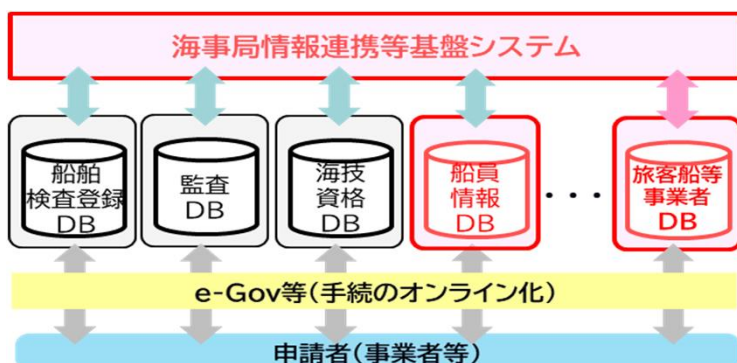 海事局情報連携等基盤システム
船舶
検査登録
DB
監査
DB
海技
資格
DB
船員
情報
DB
・・・
旅客船等
事業者
DB
e-Gov等(手続のオンライン化)
申請者(事業者等)